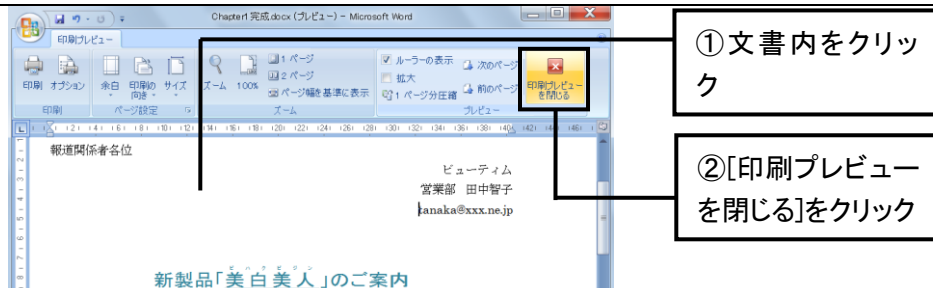 Chapter1 完成.docx (プレビュー) - Microsoft Word
印刷プレビュー
1 ページ
ルーラーの表示
次のページ
2 ページ
拡大
印刷 オプション 余白 印刷の向き サイズ ズーム 100%
ページ幅を基準に表示
1 ページ分圧縮
前のページ
印刷プレビュー
を閉じる
印刷 ページ設定 ズーム プレビュー
報道関係者各位
ビューティム
営業部 田中智子
tanaka@xxx.ne.jp
ビハクビジン
新製品「美白美人」のご案内
①文書内をクリッ
ク
②[印刷プレビュー
を閉じる]をクリック